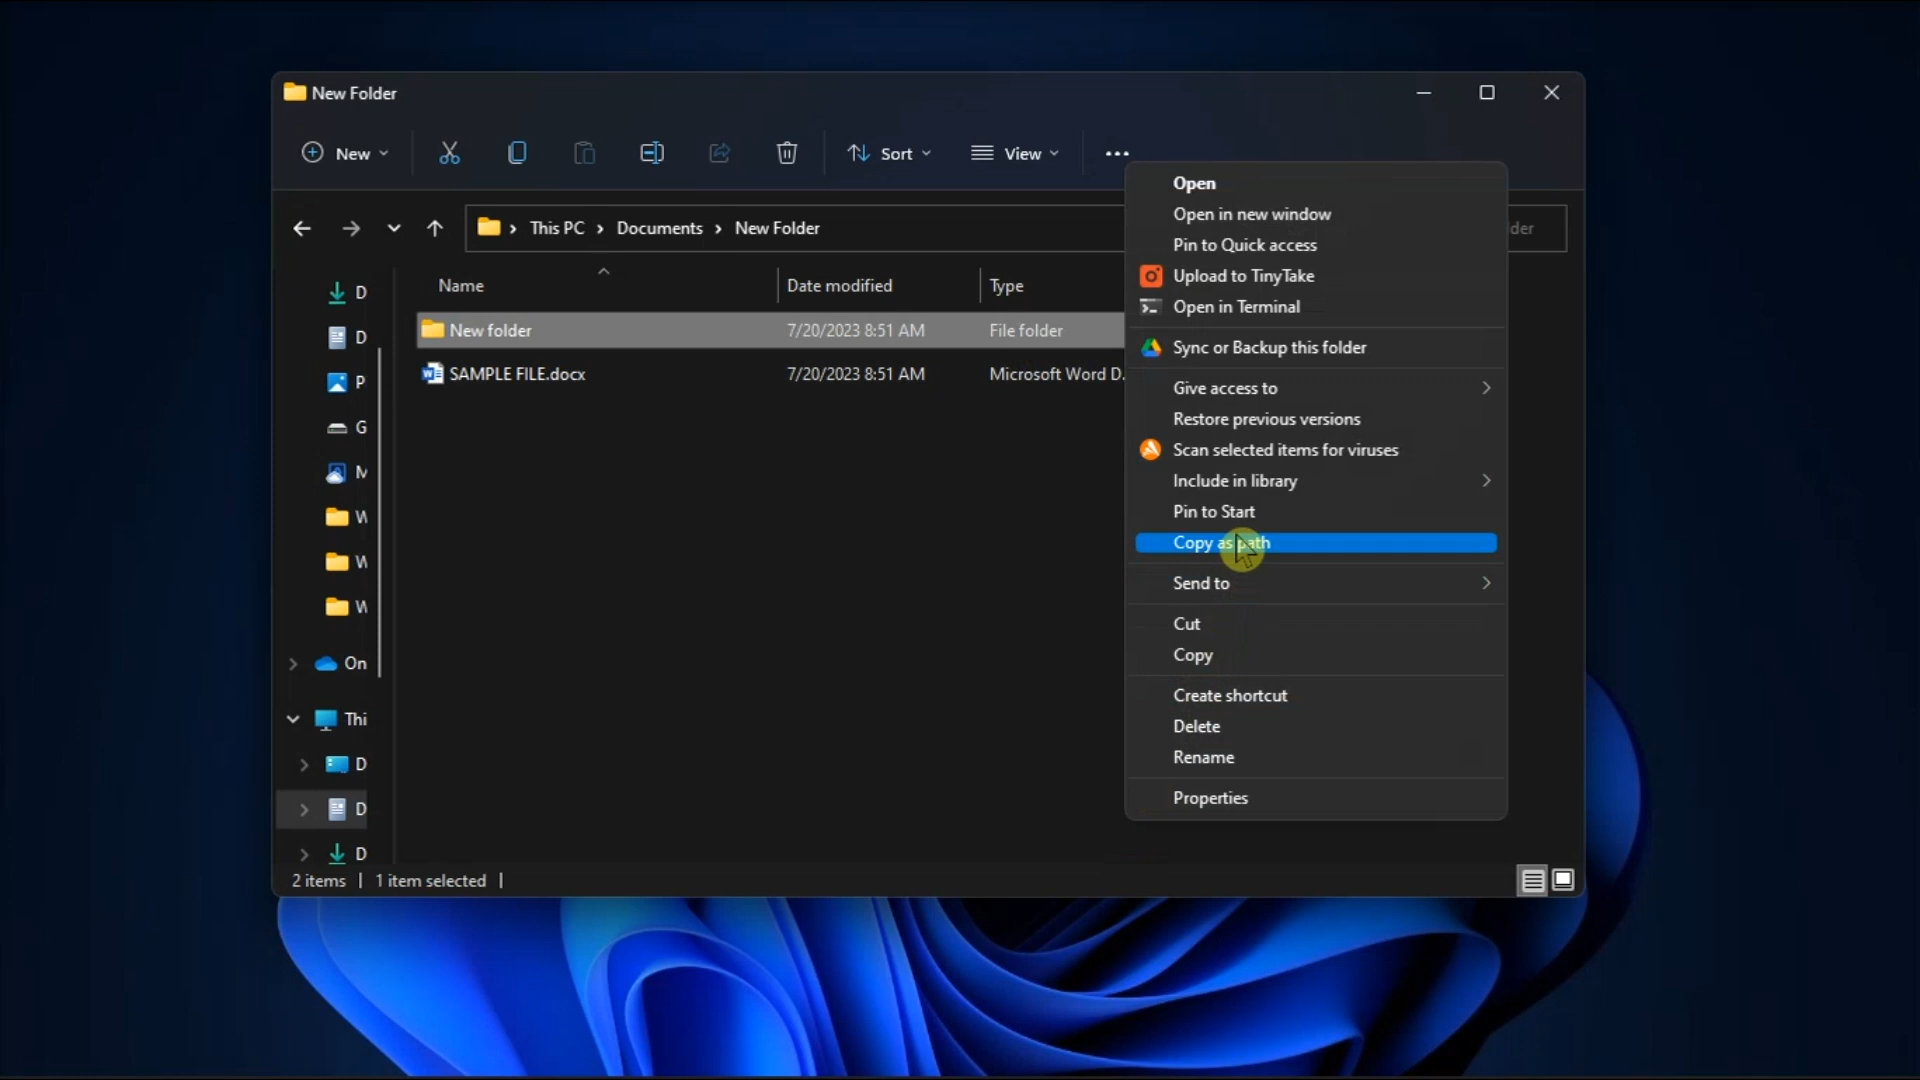 New Folder
New
Sort
View
This PC
Documents
New Folder
der
Name
Date modified
Type
New folder
7/20/2023 8:51 AM
File folder
SAMPLE FILE.docx
7/20/2023 8:51 AM
Microsoft Word D...
D
D
P
G
M
W
W
W
On
Thi
D
D
D
Open
Open in new window
Pin to Quick access
Upload to TinyTake
Open in Terminal
Sync or Backup this folder
Give access to
Restore previous versions
Scan selected items for viruses
Include in library
Pin to Start
Copy as path
Send to
Cut
Copy
Create shortcut
Delete
Rename
Properties
2 items
1 item selected